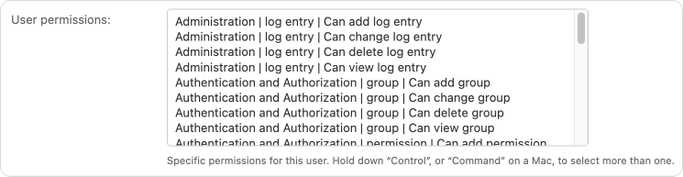 User permissions:
Administration | log entry | Can add log entry
Administration | log entry | Can change log entry
Administration | log entry | Can delete log entry
Administration | log entry | Can view log entry
Authentication and Authorization | group | Can add group
Authentication and Authorization | group | Can change group
Authentication and Authorization | group | Can delete group
Authentication and Authorization | group | Can view group
Authentication and Authorization | permission | Can add permission
Specific permissions for this user. Hold down “Control”, or “Command” on a Mac, to select more than one.